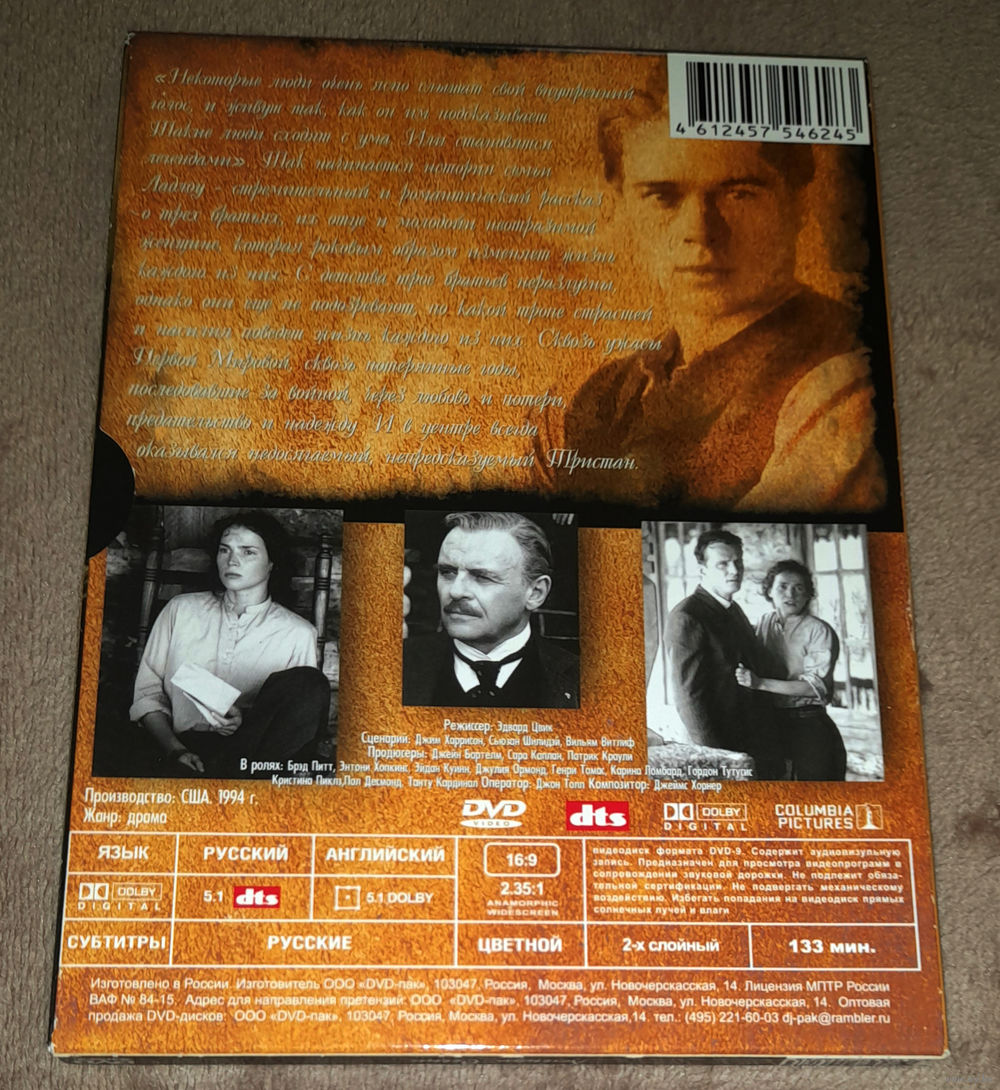 4 612457 546245
«Некоторые люди очень ясно слышат свой внутренний
голос, и живут так, как он им подсказывает.
Такие люди сходят с ума. Или становятся
легендами». Так начинается история семьи
Ладлоу - стремительный и романтический рассказ
о трех братьях, их отце и молодой неотразимой
женщине, которая роковым образом изменяет жизнь
каждого из них. С детства трое братьев неразлучны,
однако они еще не подозревают, по какой тропе страстей
и насилия поведет жизнь каждого из них. Сквозь ужасы
Первой Мировой, сквозь потерянные годы,
последовавшие за войной, через любовь и потери,
предательство и надежду. И в центре всегда
оказывался недосягаемый, непредсказуемый Тристан.
Режиссер: Эдвард Цвик
Сценарии: Джим Харрисон, Сьюзан Шилидэй, Вильям Витлиф
Продюсеры: Джейн Бартелм, Сара Каплан, Патрик Краули
В ролях: Брэд Питт, Энтони Хопкинс, Эйдан Куинн, Джулия Ормонд, Генри Томас, Карина Ломбард, Гордон Тутусис
Кристина Пиклз, Пол Десмонд, Танту Кардинал Оператор: Джон Толл Композитор: Джеймс Хорнер
Производство: США. 1994 г.
Жанр: драма
DVD VIDEO
dts
DOLBY DIGITAL
COLUMBIA PICTURES
ЯЗЫК РУССКИЙ АНГЛИЙСКИЙ
DOLBY DIGITAL 5.1 dts 5.1 DOLBY
СУБТИТРЫ РУССКИЕ
16:9
2.35:1
ANAMORPHIC
WIDESCREEN
ЦВЕТНОЙ
видеодиск формата DVD-9. Содержит аудиовизуальную
запись. Предназначен для просмотра видеопрограмм в
сопровождении звуковой дорожки. Не подлежит обяза-
тельной сертификации. Не подвергать механическому
воздействию. Избегать попадания на видеодиск прямых
солнечных лучей и влаги
2-х слойный 133 мин.
Изготовлено в России. Изготовитель ООО «DVD-пак», 103047, Россия, Москва, ул. Новочерскасская, 14. Лицензия МПТР России
ВАФ № 84-15. Адрес для направления претензии: ООО «DVD-пак», 103047, Россия, Москва, ул. Новочерскасская, 14. Оптовая
продажа DVD-дисков: ООО «DVD-пак», 103047, Россия, Москва, ул. Новочерскасская,14. тел.: (495) 221-60-03 dj-pak@rambler.ru